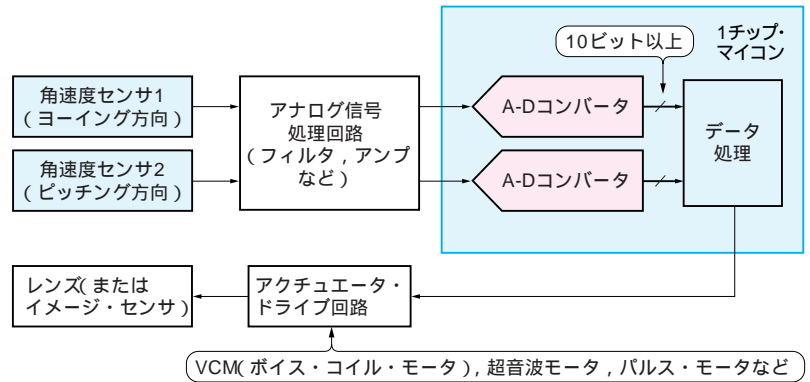 10ビット以上
1チップ・
マイコン
角速度センサ1
(ヨーイング方向)
アナログ信号
処理回路
(フィルタ,アンプ
など)
A-Dコンバータ
データ
処理
角速度センサ2
(ピッチング方向)
A-Dコンバータ
レンズ(または
イメージ・センサ)
アクチュエータ・
ドライブ回路
VCM(ボイス・コイル・モータ),超音波モータ,パルス・モータなど